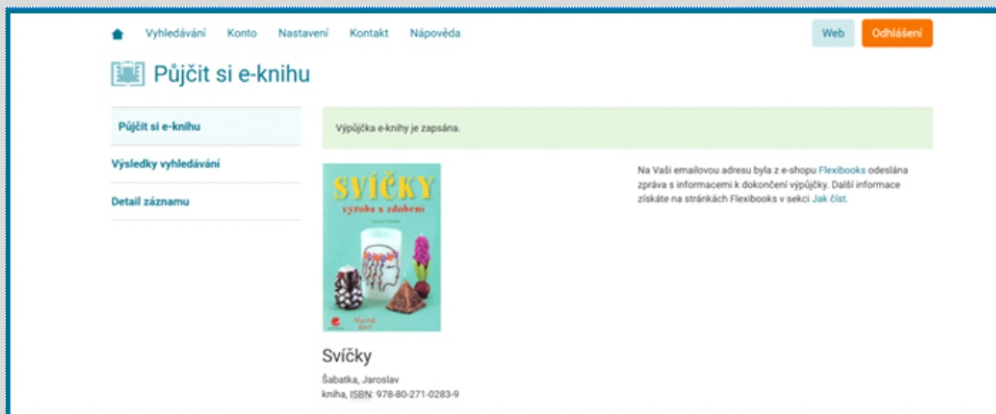 Vyhledávání Konto Nastavení Kontakt Nápověda Web Odhlášení
Půjčit si e-knihu
Půjčit si e-knihu
Výsledky vyhledávání
Detail záznamu
Výpůjčka e-knihy je zapsána.
SVÍČKY
výroba a zdobení
Na Vaši emailovou adresu byla z e-shopu Flexibooks odeslána
zpráva s informacemi k dokončení výpůjčky. Další informace
získáte na stránkách Flexibooks v sekci Jak číst.
Svíčky
Šabatka, Jaroslav
kniha, ISBN: 978-80-271-0283-9